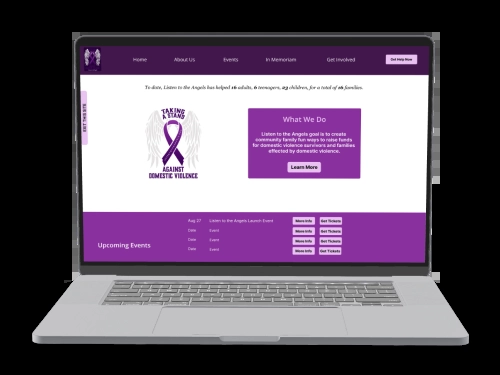 Home About Us Events In Memoriam Get Involved Get Help Now
To date, Listen to the Angels has helped 16 adults, 6 teenagers, 23 children, for a total of 16 families.
TAKING
A STAND
AGAINST
DOMESTIC VIOLENCE
What We Do
Listen to the Angels goal is to create
community family fun ways to raise funds
for domestic violence survivors and families
affected by domestic violence.
Learn More
Upcoming Events
Aug 27 Listen to the Angels Launch Event More Info Get Tickets
Date Event More Info Get Tickets
Date Event More Info Get Tickets
Date Event More Info Get Tickets